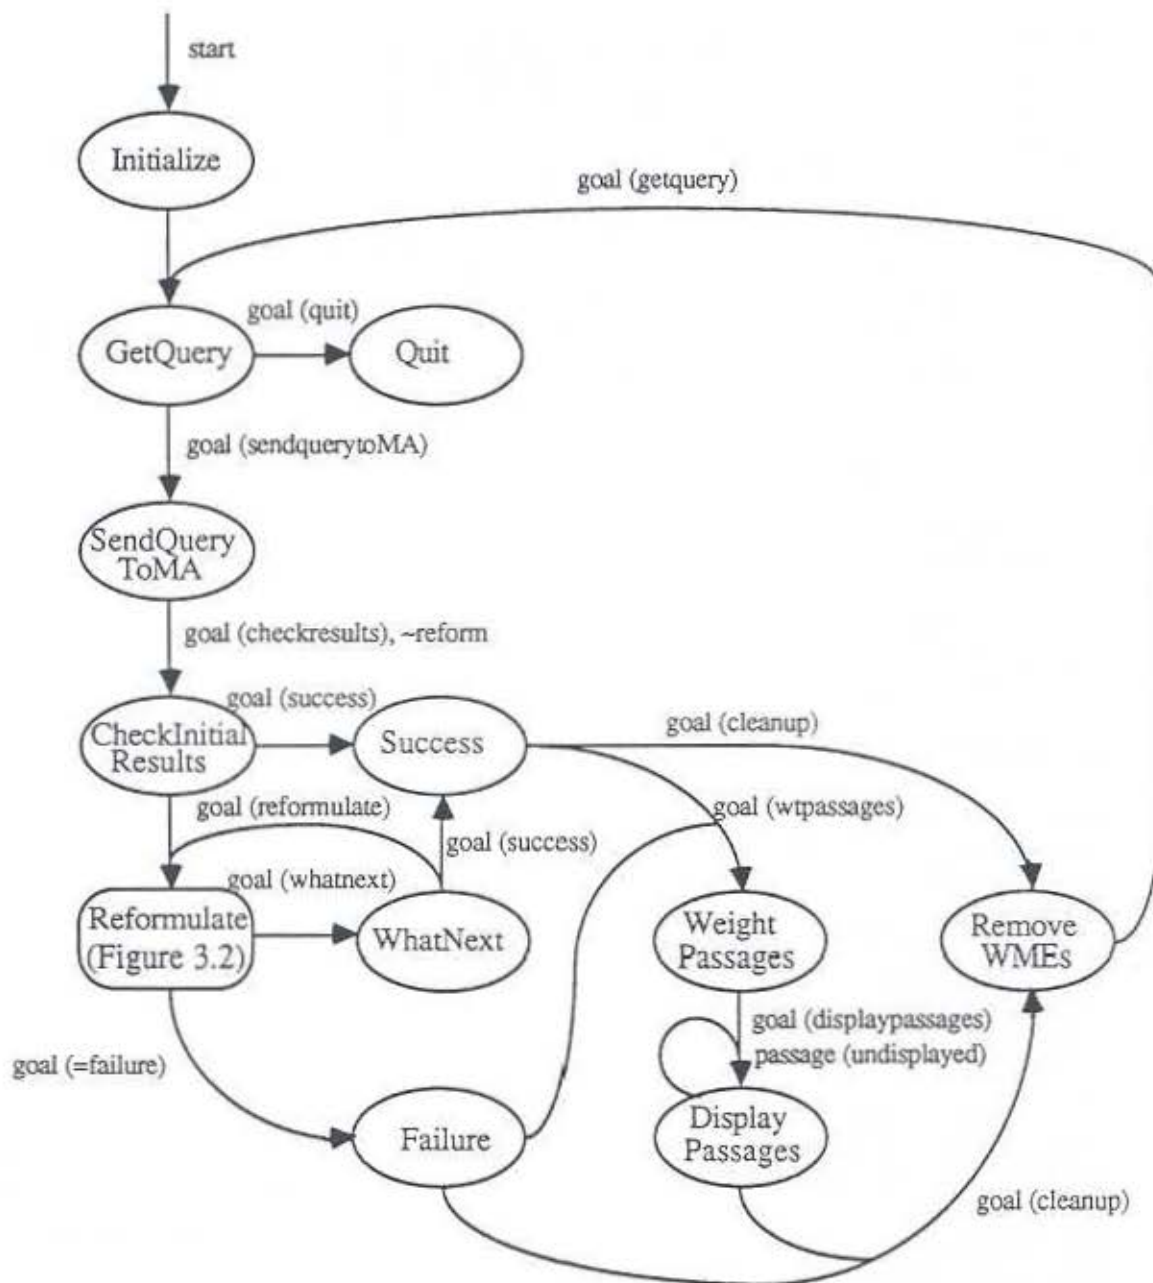 start
Initialize
goal (getquery)
goal (quit)
GetQuery
Quit
goal (sendquerytoMA)
SendQuery
ToMA
goal (checkresults), ~reform
goal (success)
CheckInitial
Results
Success
goal (cleanup)
goal (reformulate)
goal (wtpassages)
goal (success)
goal (whatnext)
Reformulate
(Figure 3.2)
WhatNext
Weight
Passages
Remove
WMEs
goal (displaypassages)
passage (undisplayed)
goal (=failure)
Failure
Display
Passages
goal (cleanup)